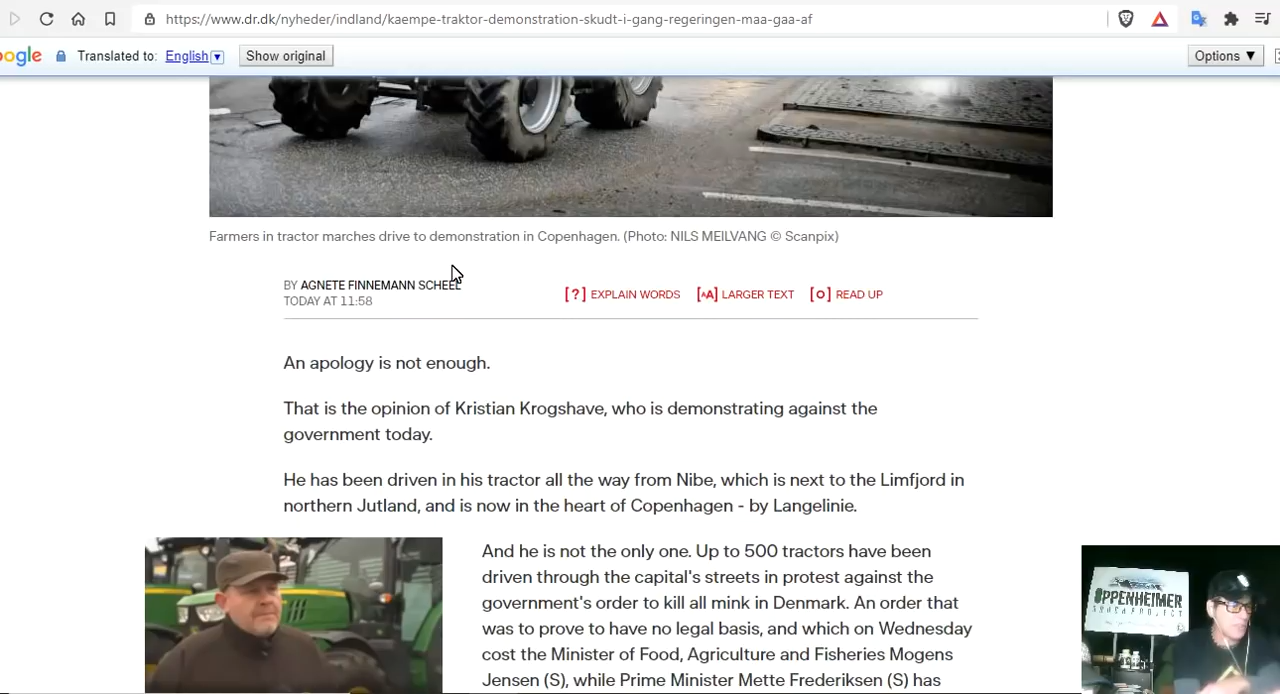 https://www.dr.dk/nyheder/indland/kaempe-traktor-demonstration-skudt-i-gang-regeringen-maa-gaa-af
oogle Translated to: English Show original Options ▼
Farmers in tractor marches drive to demonstration in Copenhagen. (Photo: NILS MEILVANG © Scanpix)
BY AGNETE FINNEMANN SCHEEL
TODAY AT 11:58
[?] EXPLAIN WORDS [AA] LARGER TEXT [O] READ UP
An apology is not enough.
That is the opinion of Kristian Krogshave, who is demonstrating against the
government today.
He has been driven in his tractor all the way from Nibe, which is next to the Limfjord in
northern Jutland, and is now in the heart of Copenhagen - by Langelinie.
And he is not the only one. Up to 500 tractors have been
driven through the capital's streets in protest against the
government's order to kill all mink in Denmark. An order that
was to prove to have no legal basis, and which on Wednesday
cost the Minister of Food, Agriculture and Fisheries Mogens
Jensen (S), while Prime Minister Mette Frederiksen (S) has
OPPENHEIMER